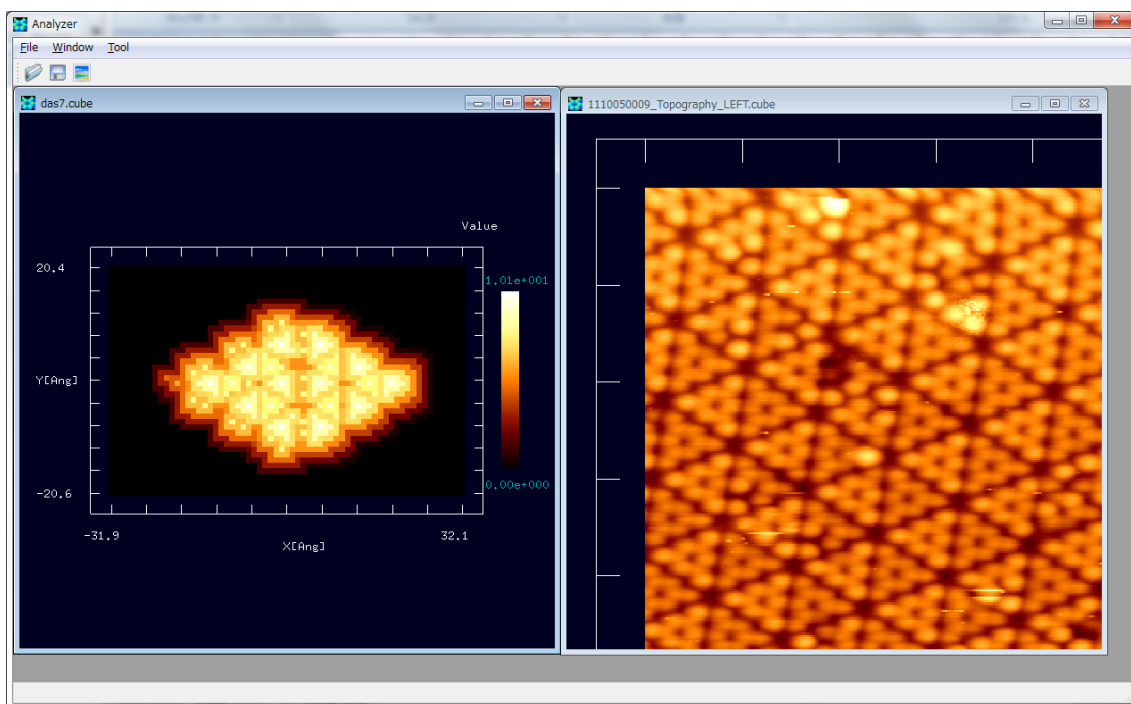 Analyzer
File Window Tool
das7.cube
1110050009_Topography_LEFT.cube
Value
20.4
1.01e+001
Y[Ang]
-20.6
0.00e+000
-31.9
32.1
X[Ang]